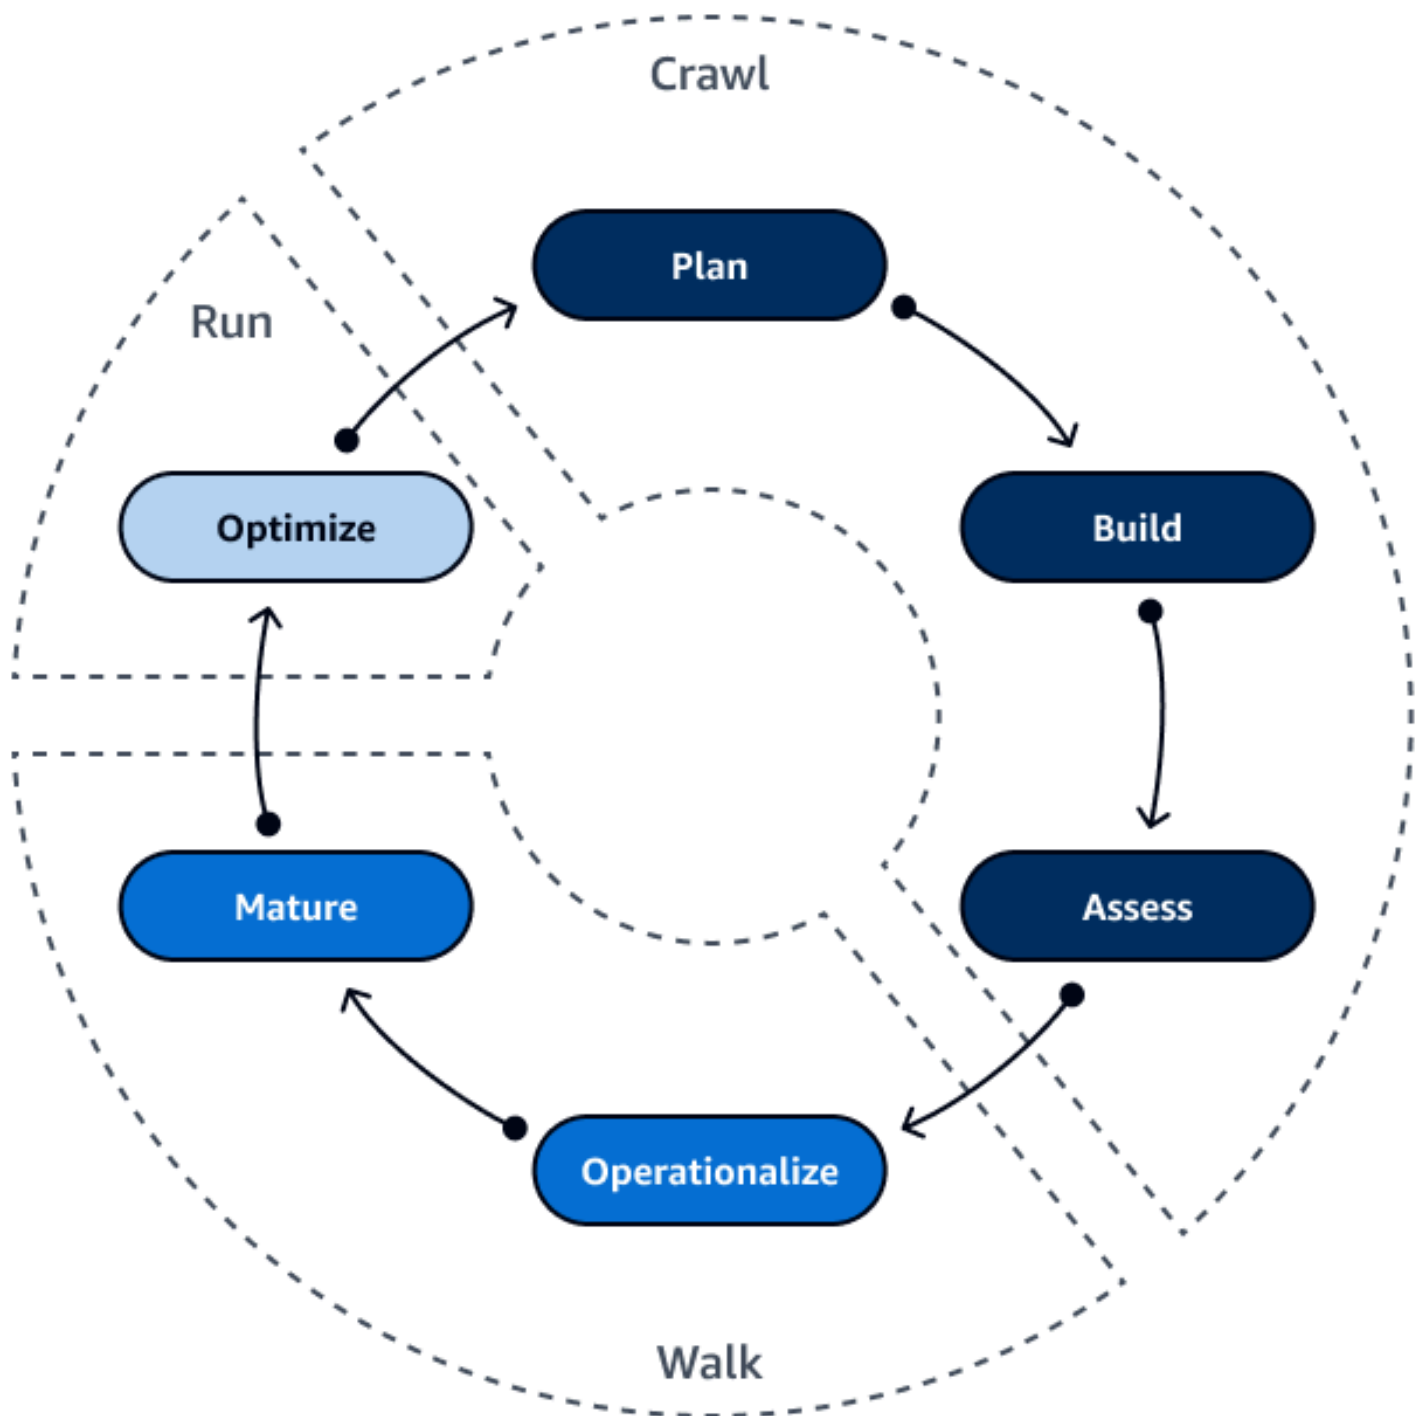 Crawl
Plan
Run
Optimize
Build
Mature
Assess
Operationalize
Walk